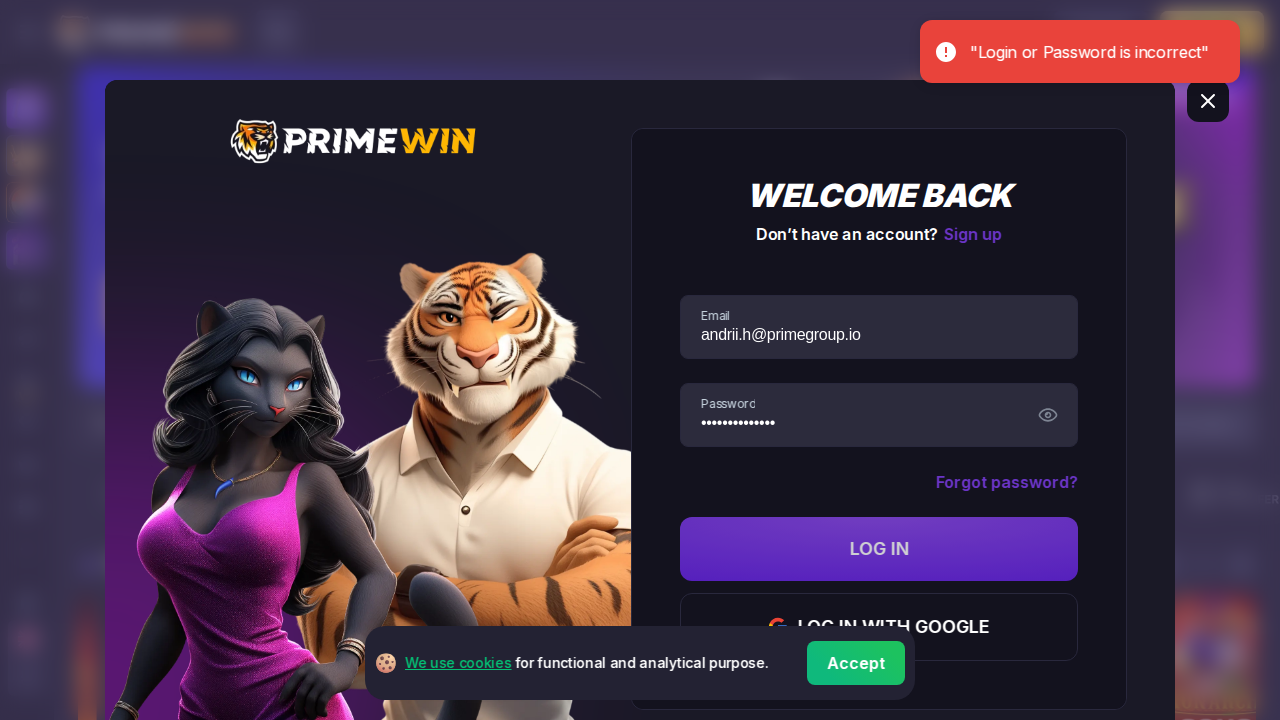 "Login or Password is incorrect"
PRIMEWIN
WELCOME BACK
Don't have an account? Sign up
Email
andrii.h@primegroup.io
Password
••••••••••••••
Forgot password?
LOG IN
LOG IN WITH GOOGLE
We use cookies for functional and analytical purpose.
Accept